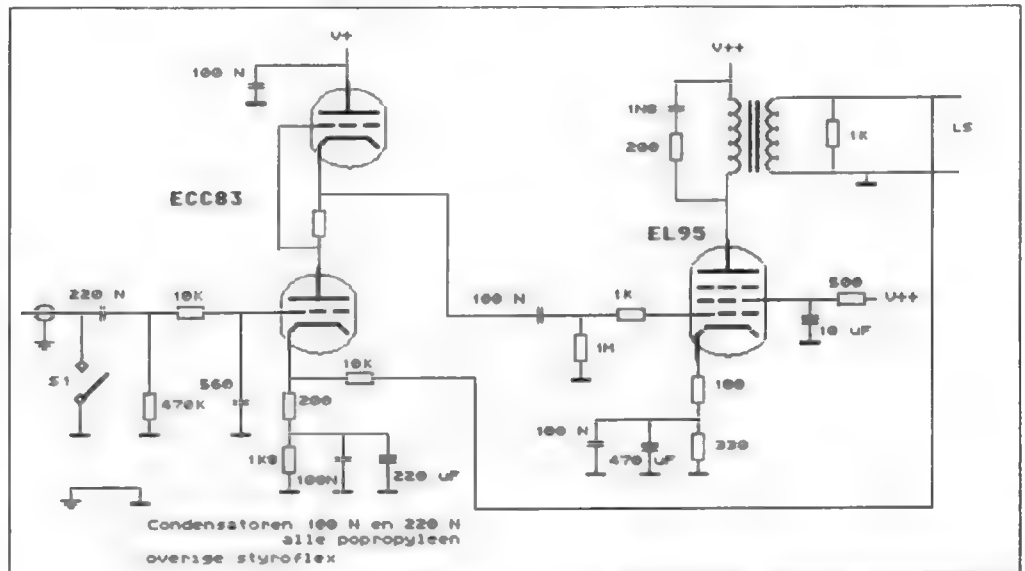 V+
100 N
V++
1N8
200
1K
LS
ECC83
EL95
220 N
10K
100 N
1K
500
V++
10 uF
1M
10K
S1
560
470K
200
100
100 N
470 uF
330
1K8
100N
220 uF
Condensatoren 100 N en 220 N
alle popropyleen
overige styroflex